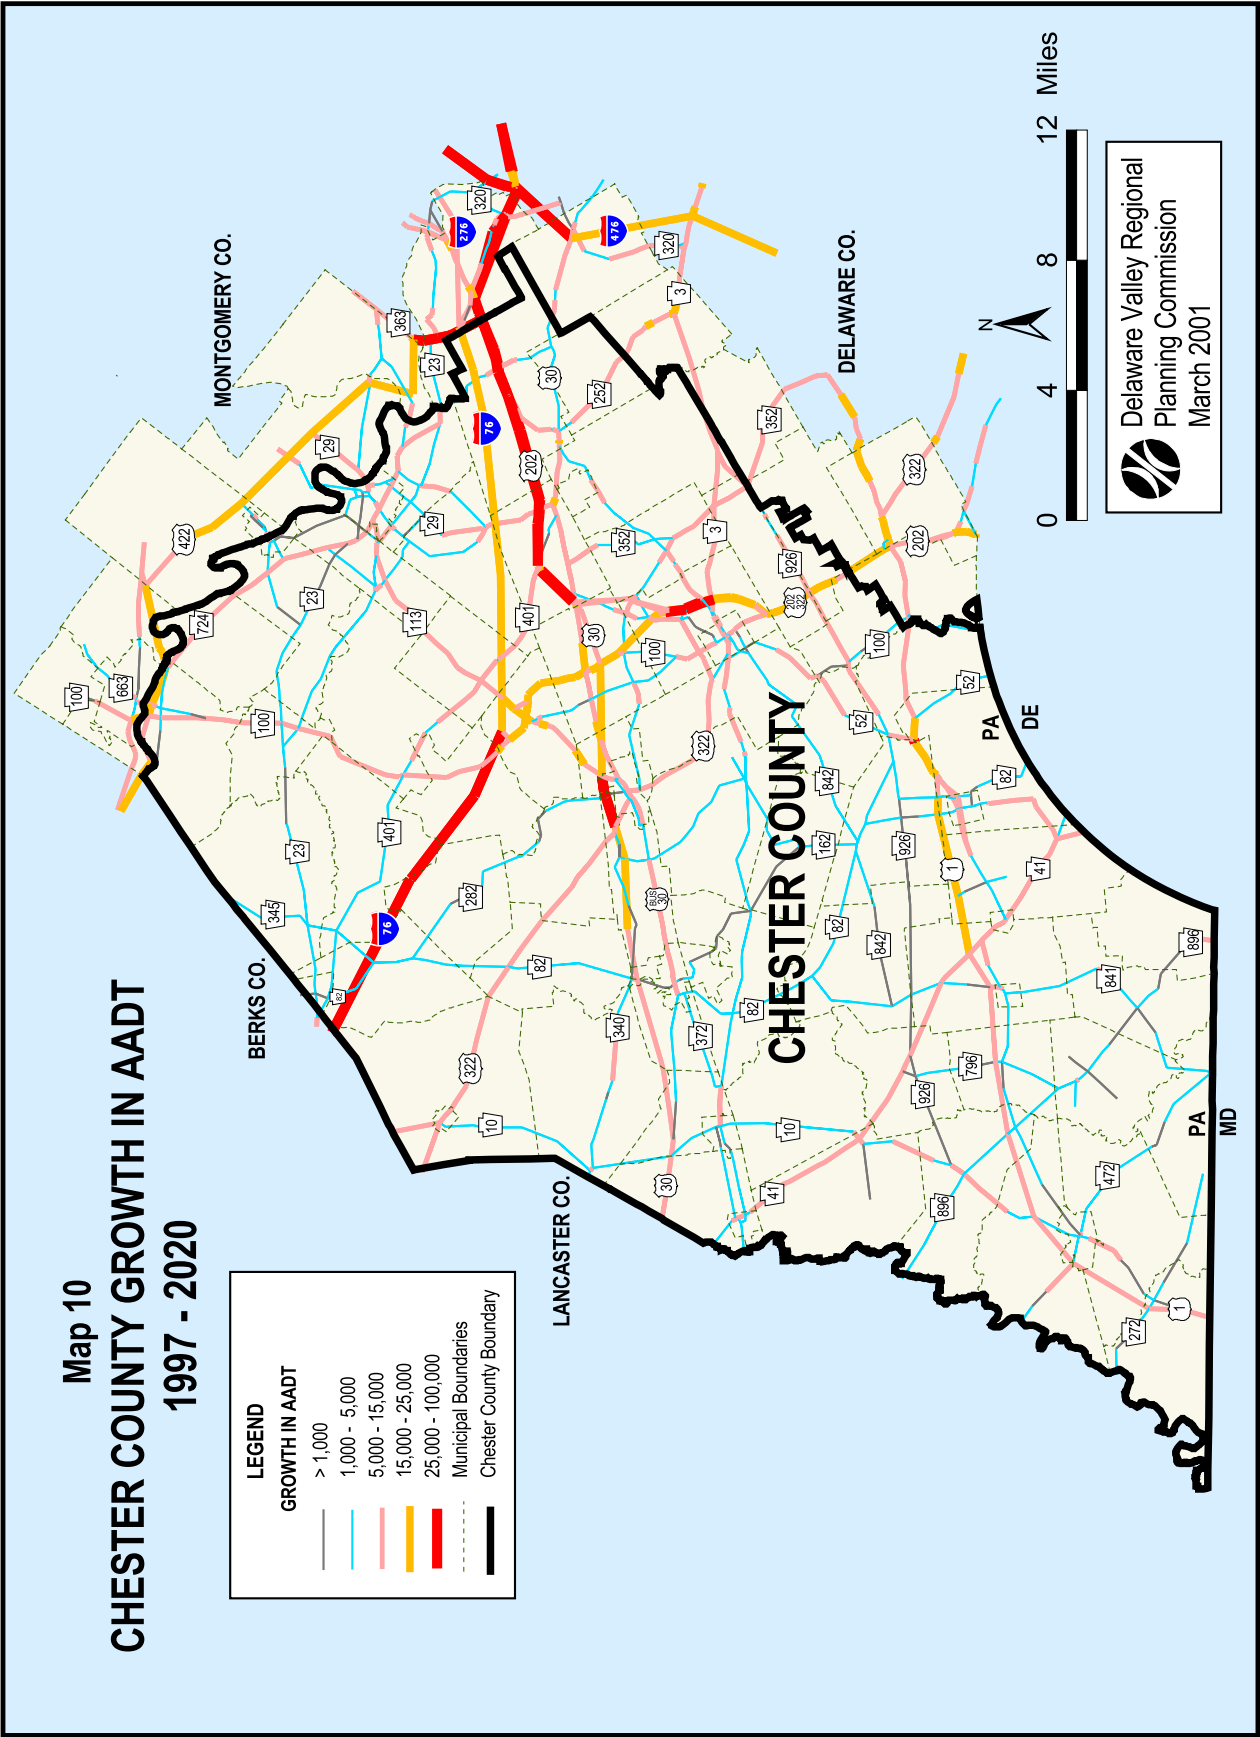 Map 10
CHESTER COUNTY GROWTH IN AADT
1997 - 2020
LEGEND
GROWTH IN AADT
> 1,000
1,000 - 5,000
5,000 - 15,000
15,000 - 25,000
25,000 - 100,000
Municipal Boundaries
Chester County Boundary
BERKS CO.
MONTGOMERY CO.
LANCASTER CO.
DELAWARE CO.
CHESTER COUNTY
PA
DE
PA
MD
100
663
422
724
29
363
23
320
276
476
320
3
100
23
113
29
76
202
30
252
352
345
23
401
401
30
352
3
926
352
322
202
202
322
100
100
52
52
82
76
82
282
82
322
10
340
372
BUS
30
322
842
162
82
842
926
1
41
896
841
82
10
30
41
926
796
896
472
272
1
N
0 4 8 12 Miles
Delaware Valley Regional
Planning Commission
March 2001